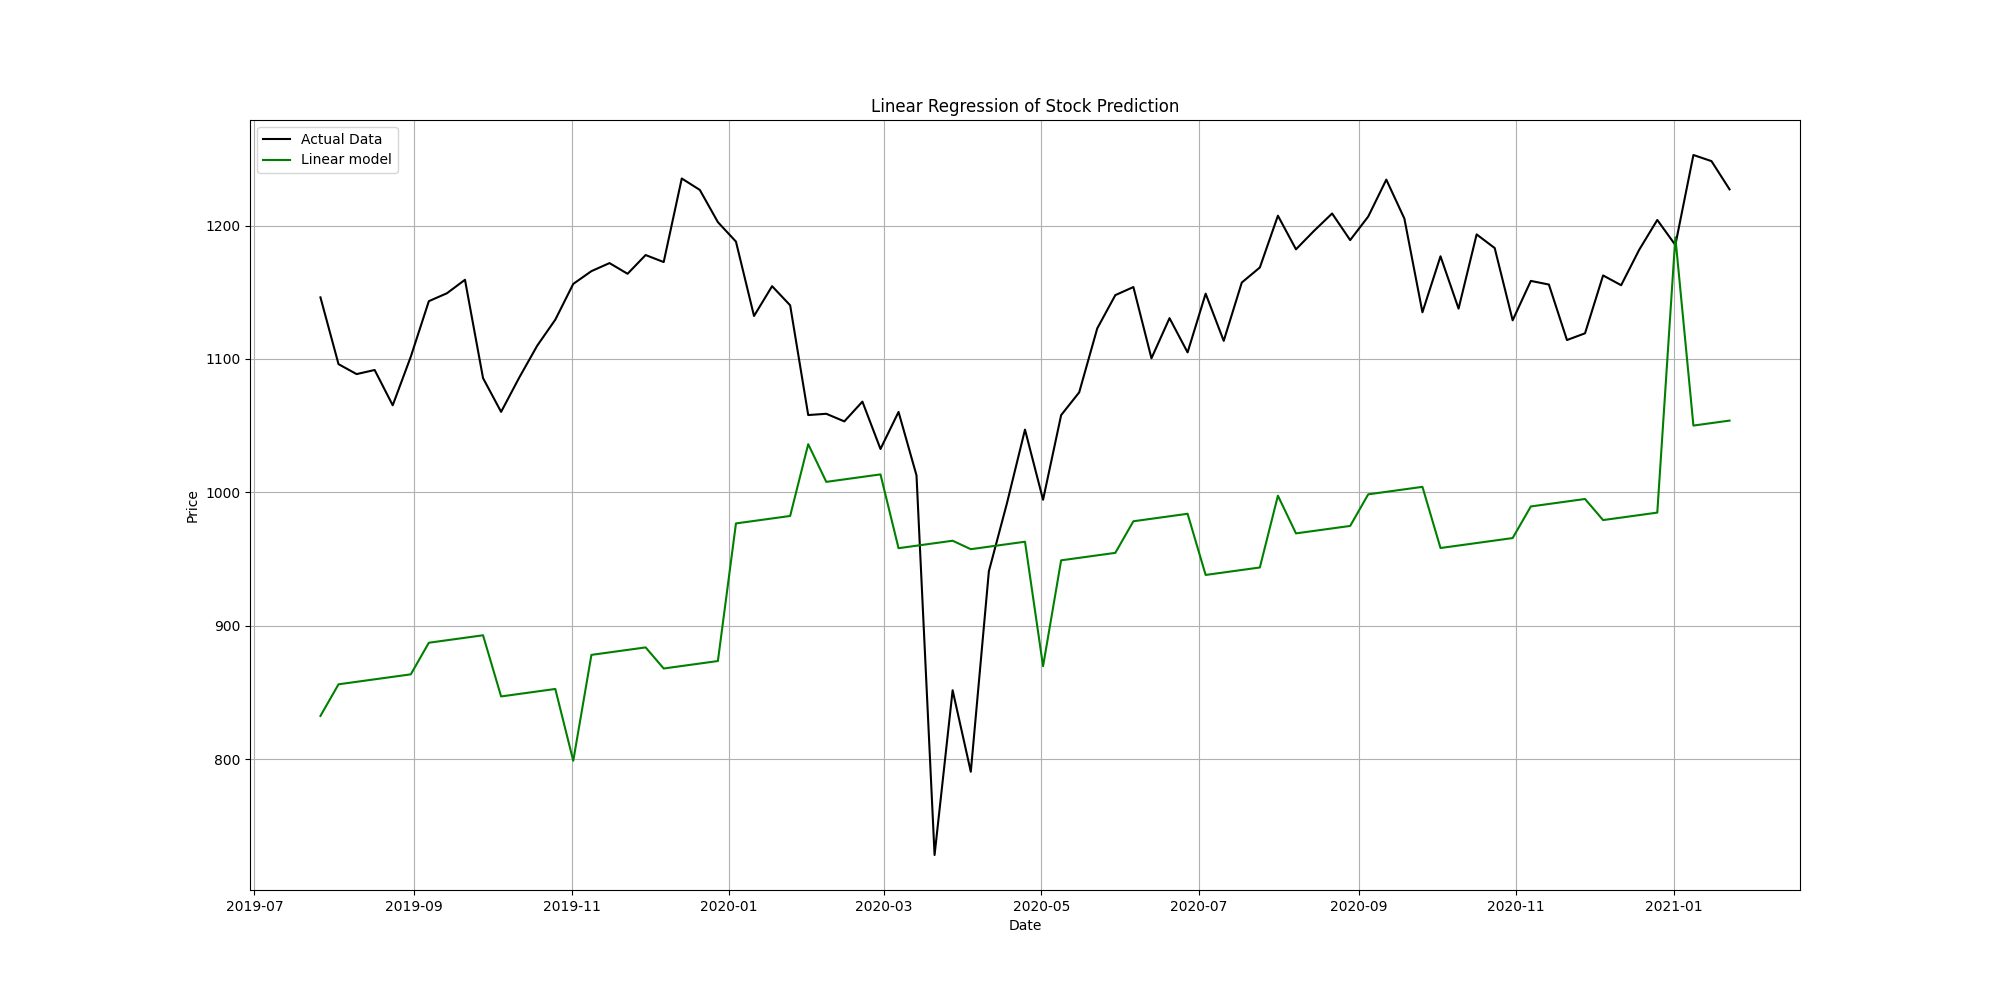 Linear Regression of Stock Prediction
Actual Data
Linear model
1200
1100
1000
900
800
Price
2019-07 2019-09 2019-11 2020-01 2020-03 2020-05 2020-07 2020-09 2020-11 2021-01
Date